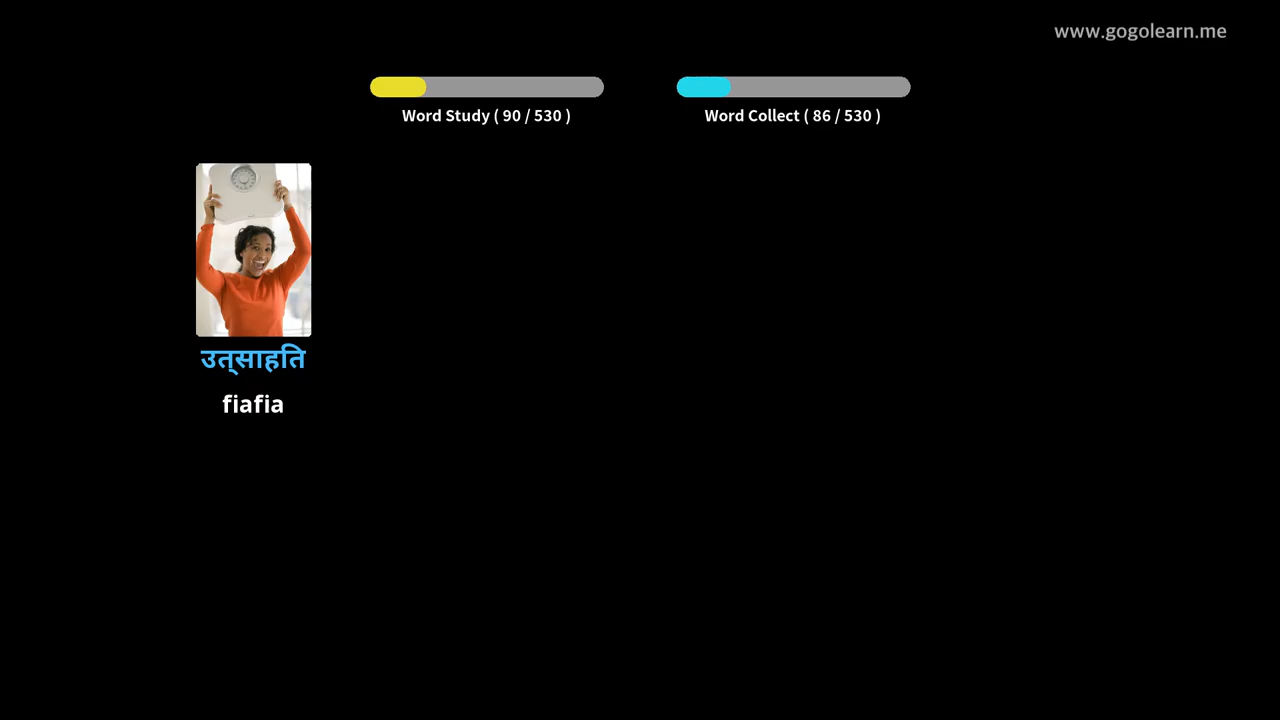 www.gogolearn.me
Word Study ( 90 / 530 )
Word Collect ( 86 / 530 )
उत्साहति
fiafia